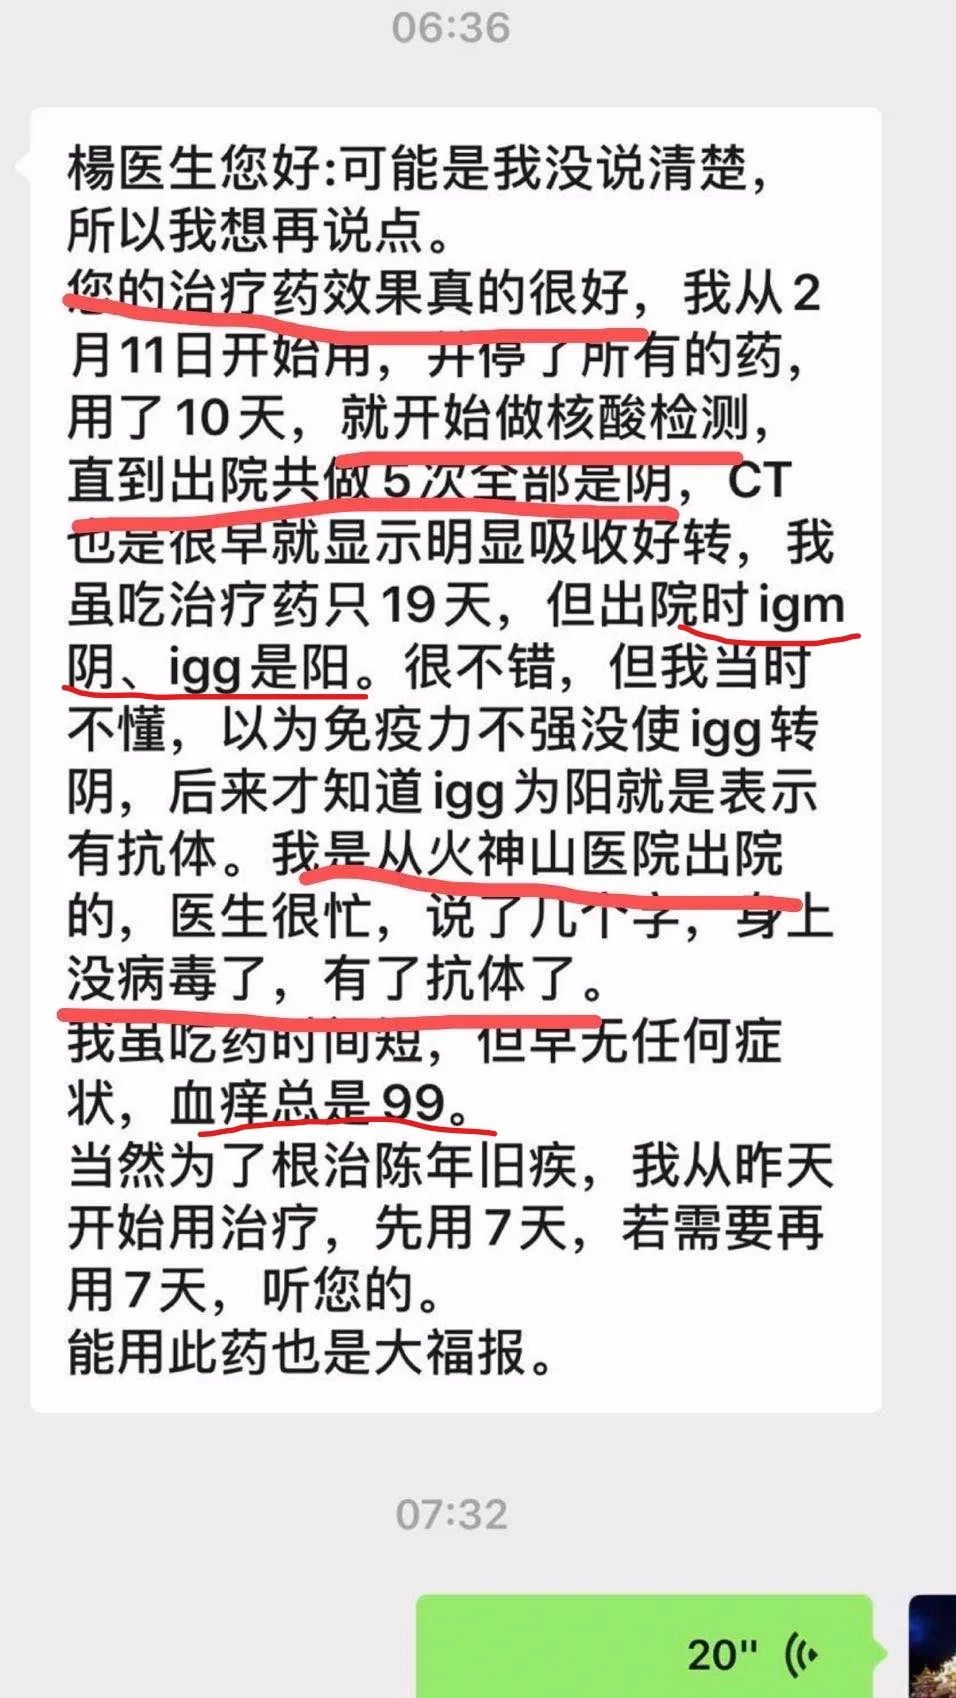 06:36
楊医生您好:可能是我没说清楚，
所以我想再说点。
您的治疗药效果真的很好，我从2
月11日开始用，并停了所有的药，
用了10天，就开始做核酸检测，
直到出院共做5次全部是阴，CT
也是很早就显示明显吸收好转，我
虽吃治疗药只19天，但出院时igm
阴、igg是阳。很不错，但我当时
不懂，以为免疫力不强没使igg转
阴，后来才知道igg为阳就是表示
有抗体。我是从火神山医院出院
的，医生很忙，说了几个字，身上
没病毒了，有了抗体了。
我虽吃药时间短，但早无任何症
状，血痒总是99。
当然为了根治陈年旧疾，我从昨天
开始用治疗，先用7天，若需要再
用7天，听您的。
能用此药也是大福报。
07:32
20"